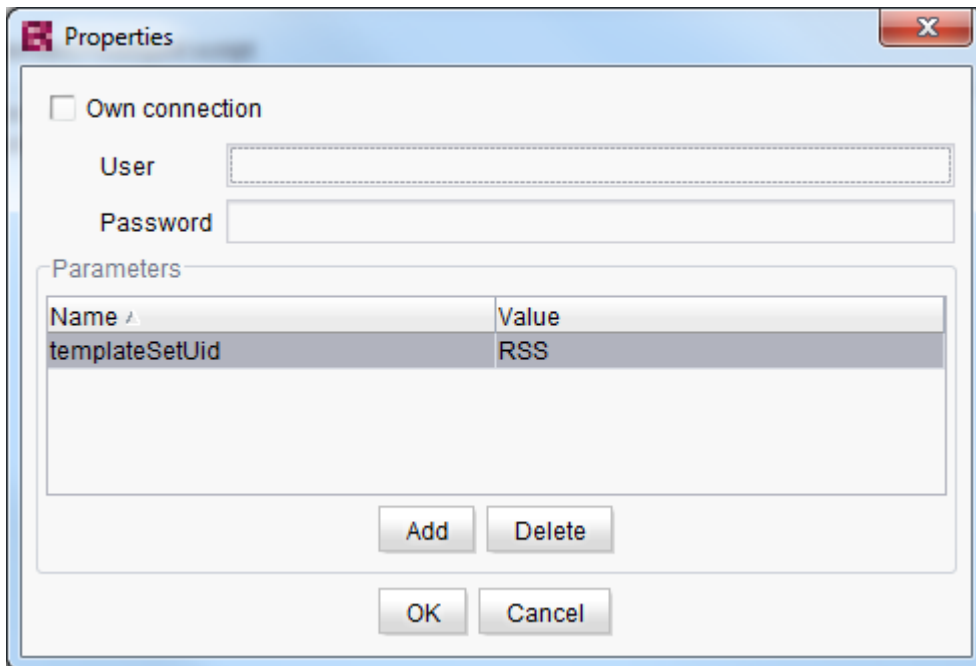 Properties
Own connection
User
Password
Parameters
Name Value
templateSetUid RSS
Add Delete
OK Cancel